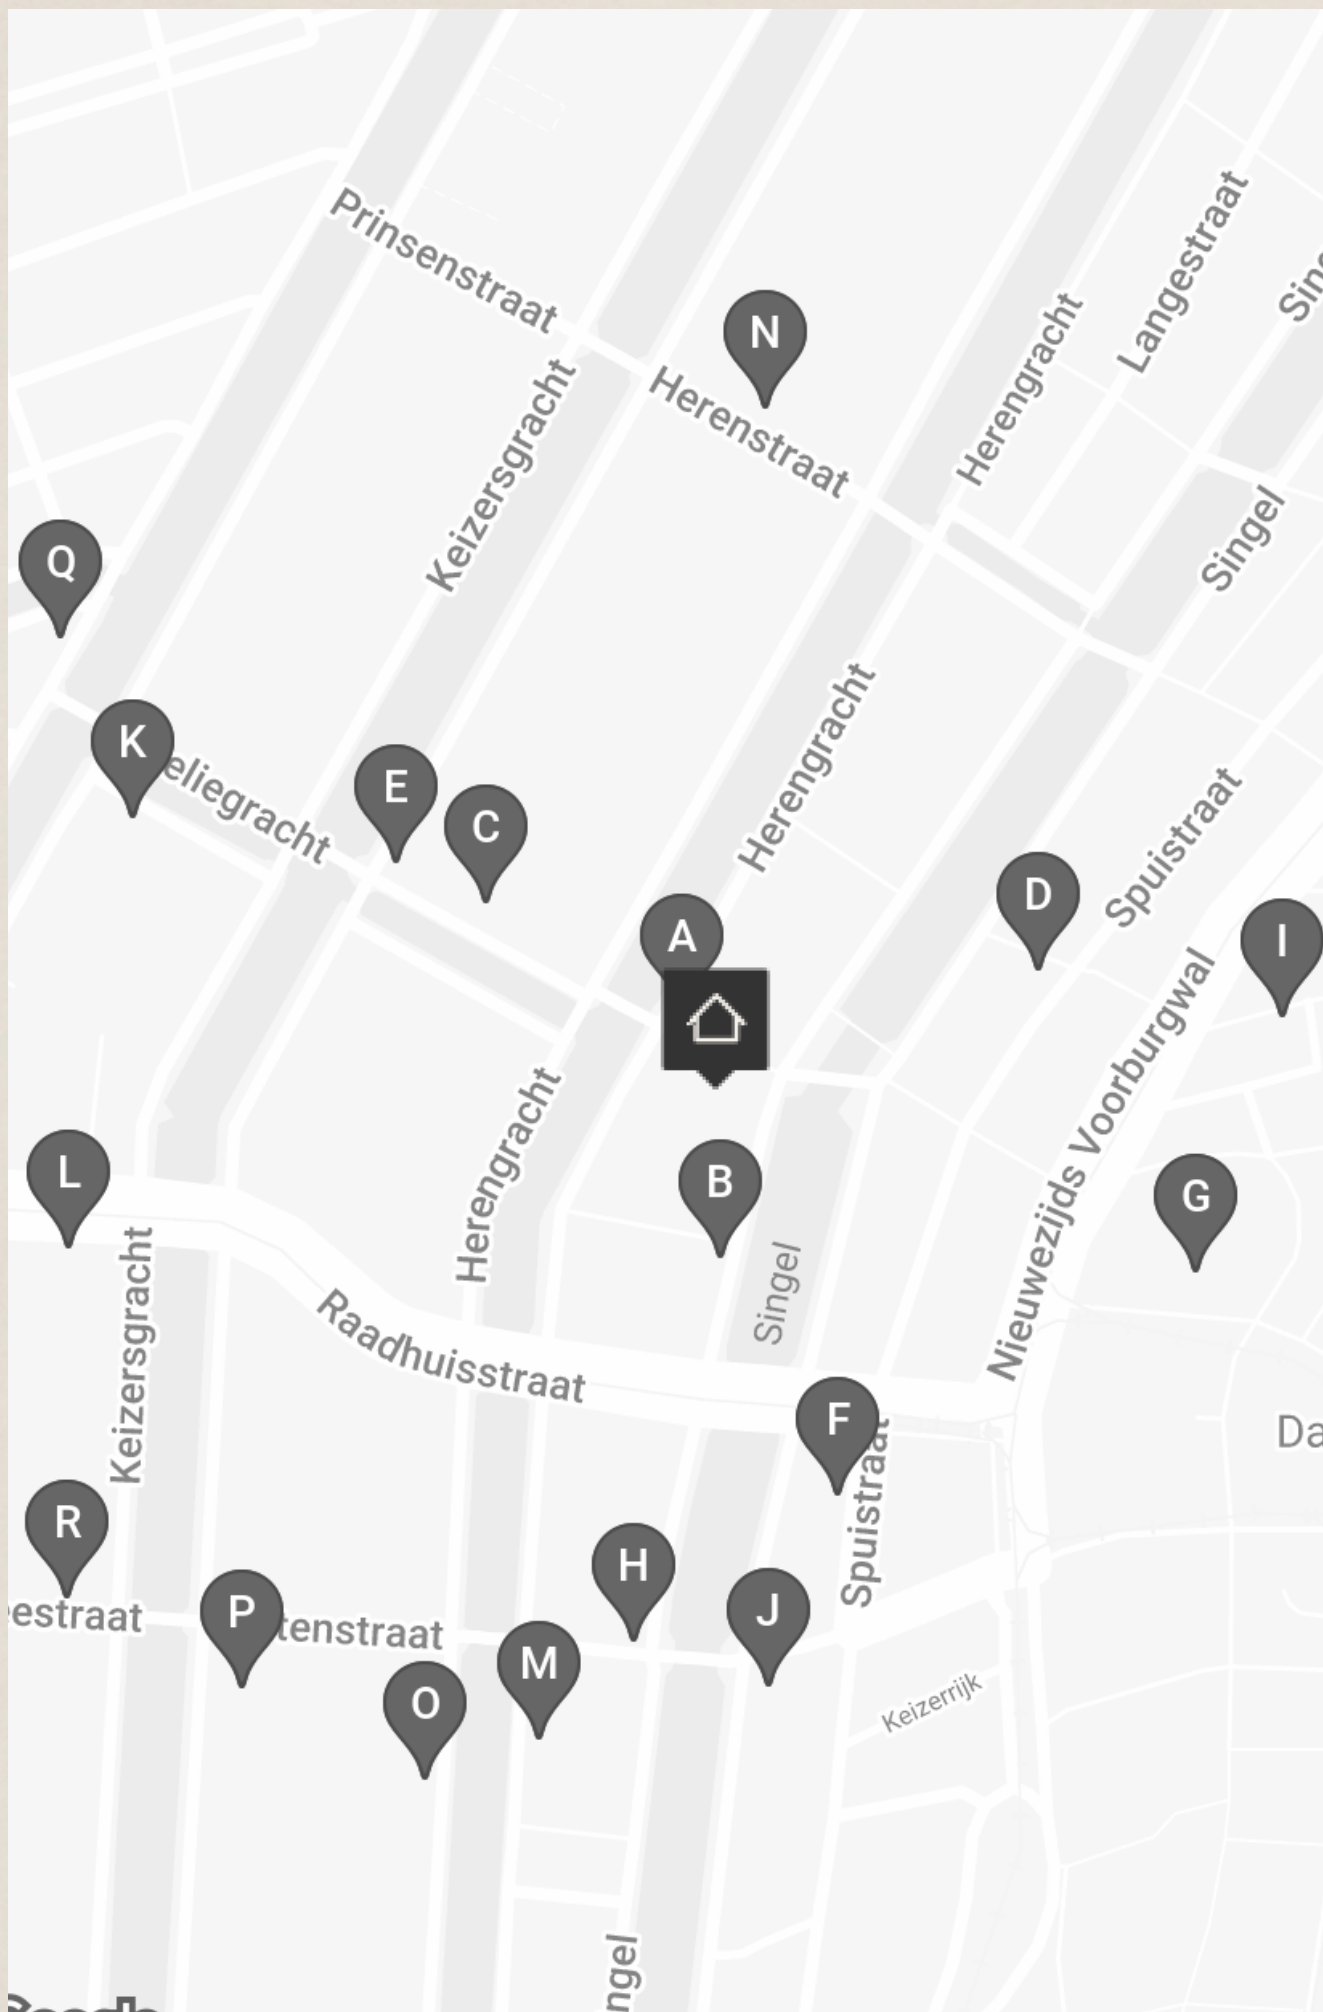 Prinsenstraat
Langestraat
N
Herengracht
Herenstraat
Keizersgracht
Singel
Q
Herengracht
K
eliegracht
E
C
Spuistraat
D
A
I
Nieuwezijds Voorburgwal
Herengracht
L
B
G
Singel
Keizersgracht
Raadhuisstraat
F
Da
Spuistraat
R
H
P
J
eestraat
tenstraat
M
O
Keizerrijk
ngel